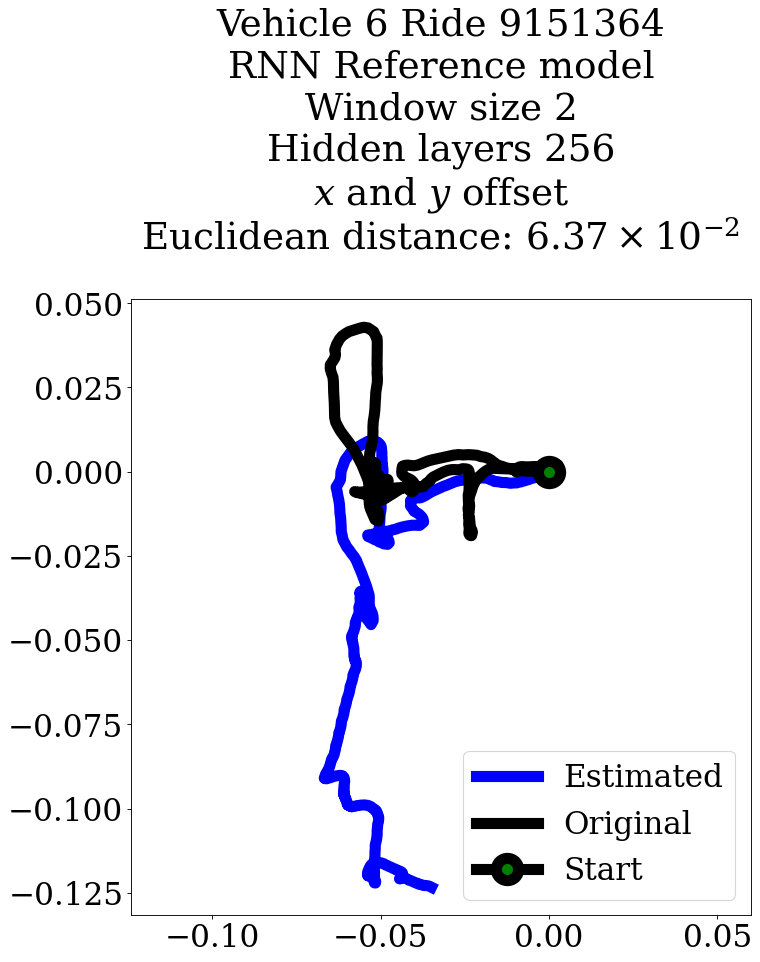 Vehicle 6 Ride 9151364
RNN Reference model
Window size 2
Hidden layers 256
x and y offset
Euclidean distance: 6.37 × 10⁻²
0.050
0.025
0.000
−0.025
−0.050
−0.075
−0.100
−0.125
Estimated
Original
Start
−0.10
−0.05
0.00
0.05